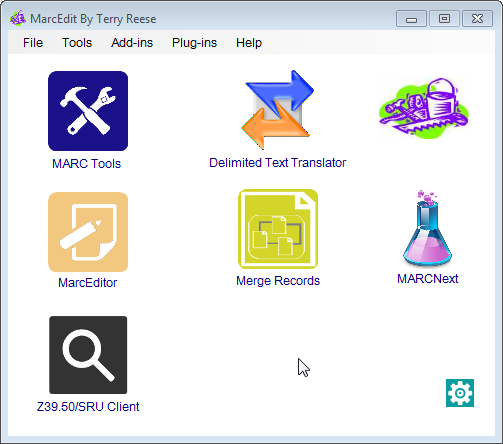 MarcEdit By Terry Reese
File Tools Add-ins Plug-ins Help
MARC Tools
Delimited Text Translator
MarcEditor
Merge Records
MARCNext
Z39.50/SRU Client